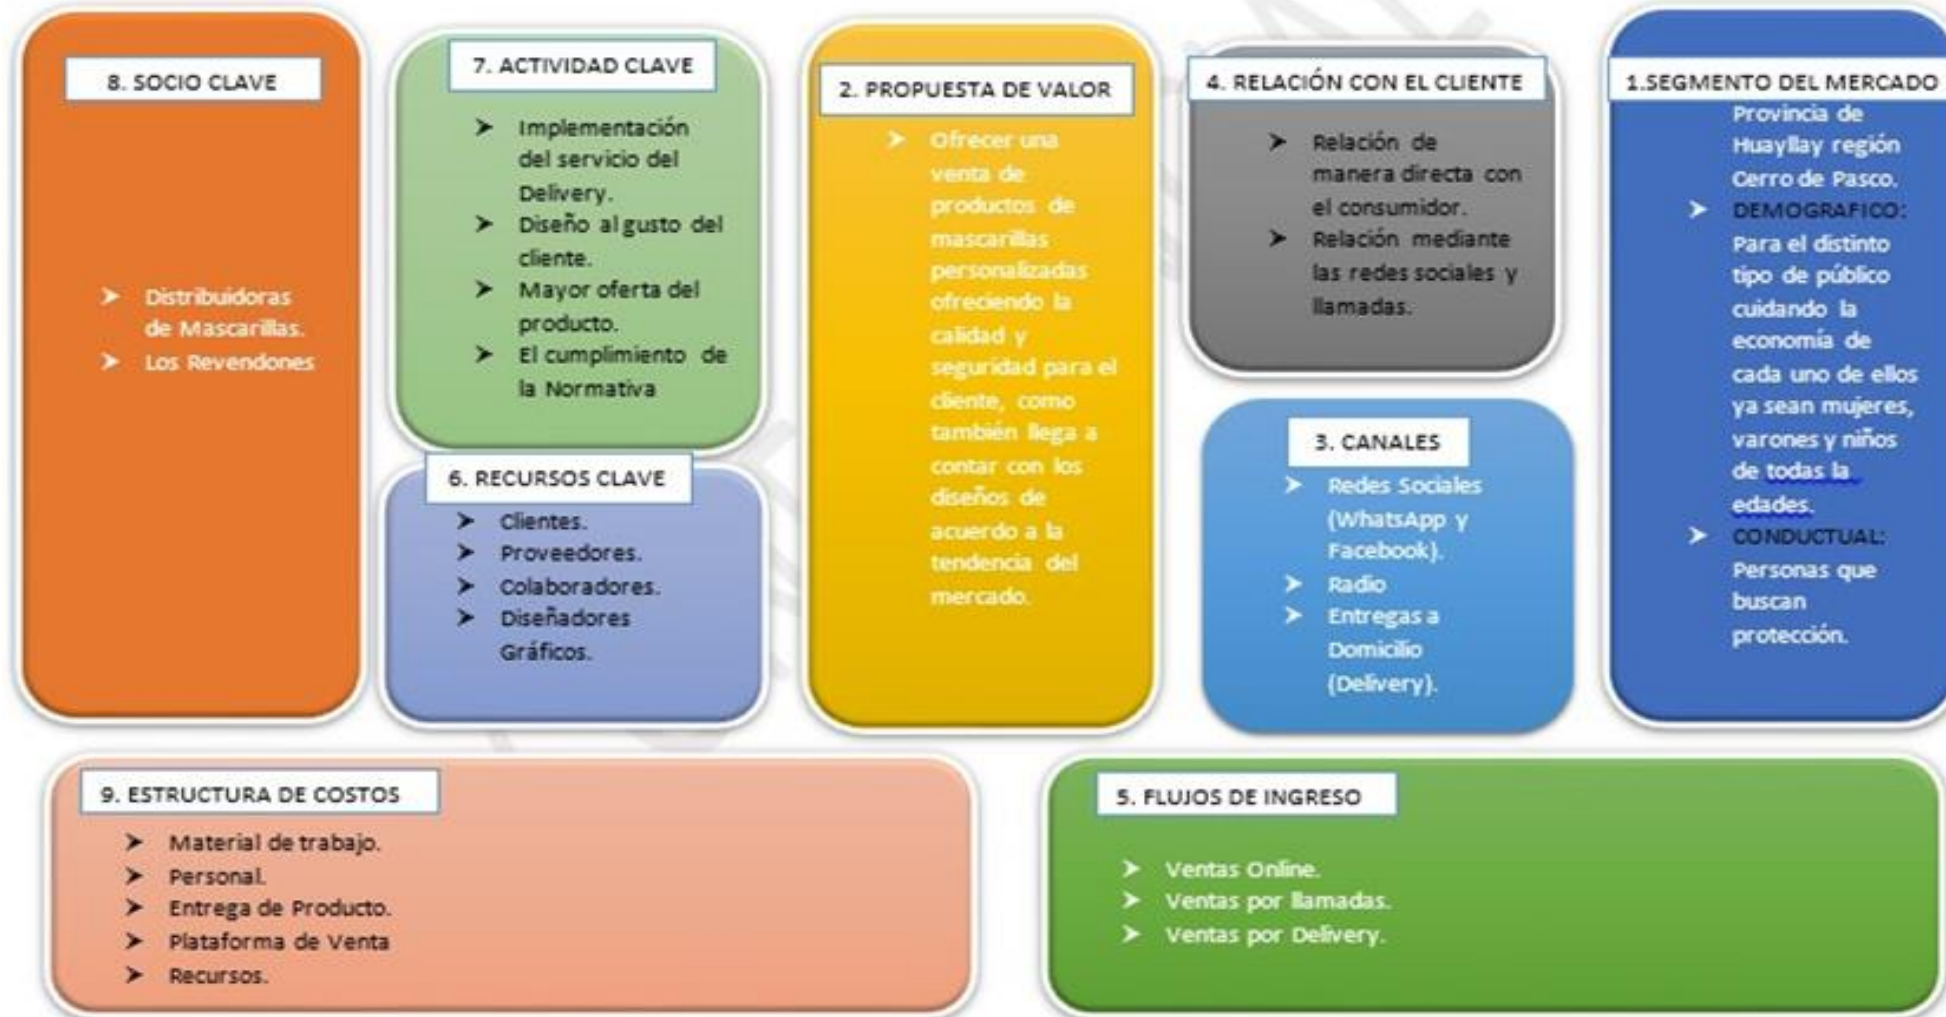 8. SOCIO CLAVE
➤ Distribuidoras
de Mascarillas.
➤ Los Revendones
7. ACTIVIDAD CLAVE
➤ Implementación
del servicio del
Delivery.
➤ Diseño al gusto del
cliente.
➤ Mayor oferta del
producto.
➤ El cumplimiento de
la Normativa
6. RECURSOS CLAVE
➤ Clientes.
➤ Proveedores.
➤ Colaboradores.
➤ Diseñadores
Gráficos.
2. PROPUESTA DE VALOR
➤ Ofrecer una
venta de
productos de
mascarillas
personalizadas
ofreciendo la
calidad y
seguridad para el
cliente, como
también llega a
contar con los
diseños de
acuerdo a la
tendencia del
mercado.
4. RELACIÓN CON EL CLIENTE
➤ Relación de
manera directa con
el consumidor.
➤ Relación mediante
las redes sociales y
llamadas.
3. CANALES
➤ Redes Sociales
(WhatsApp y
Facebook).
➤ Radio
➤ Entregas a
Domicilio
(Delivery).
1.SEGMENTO DEL MERCADO
Provincia de
Huayllay región
Cerro de Pasco.
➤ DEMOGRAFICO:
Para el distinto
tipo de público
cuidando la
economía de
cada uno de ellos
ya sean mujeres,
varones y niños
de todas la
edades.
➤ CONDUCTUAL:
Personas que
buscan
protección.
9. ESTRUCTURA DE COSTOS
➤ Material de trabajo.
➤ Personal.
➤ Entrega de Producto.
➤ Plataforma de Venta
➤ Recursos.
5. FLUJOS DE INGRESO
➤ Ventas Online.
➤ Ventas por llamadas.
➤ Ventas por Delivery.